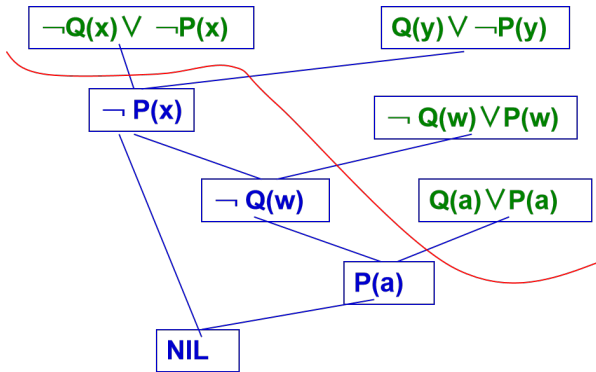 ¬Q(x)∨ ¬P(x)
Q(y)∨¬P(y)
¬ P(x)
¬ Q(w)∨P(w)
¬ Q(w)
Q(a)∨P(a)
P(a)
NIL